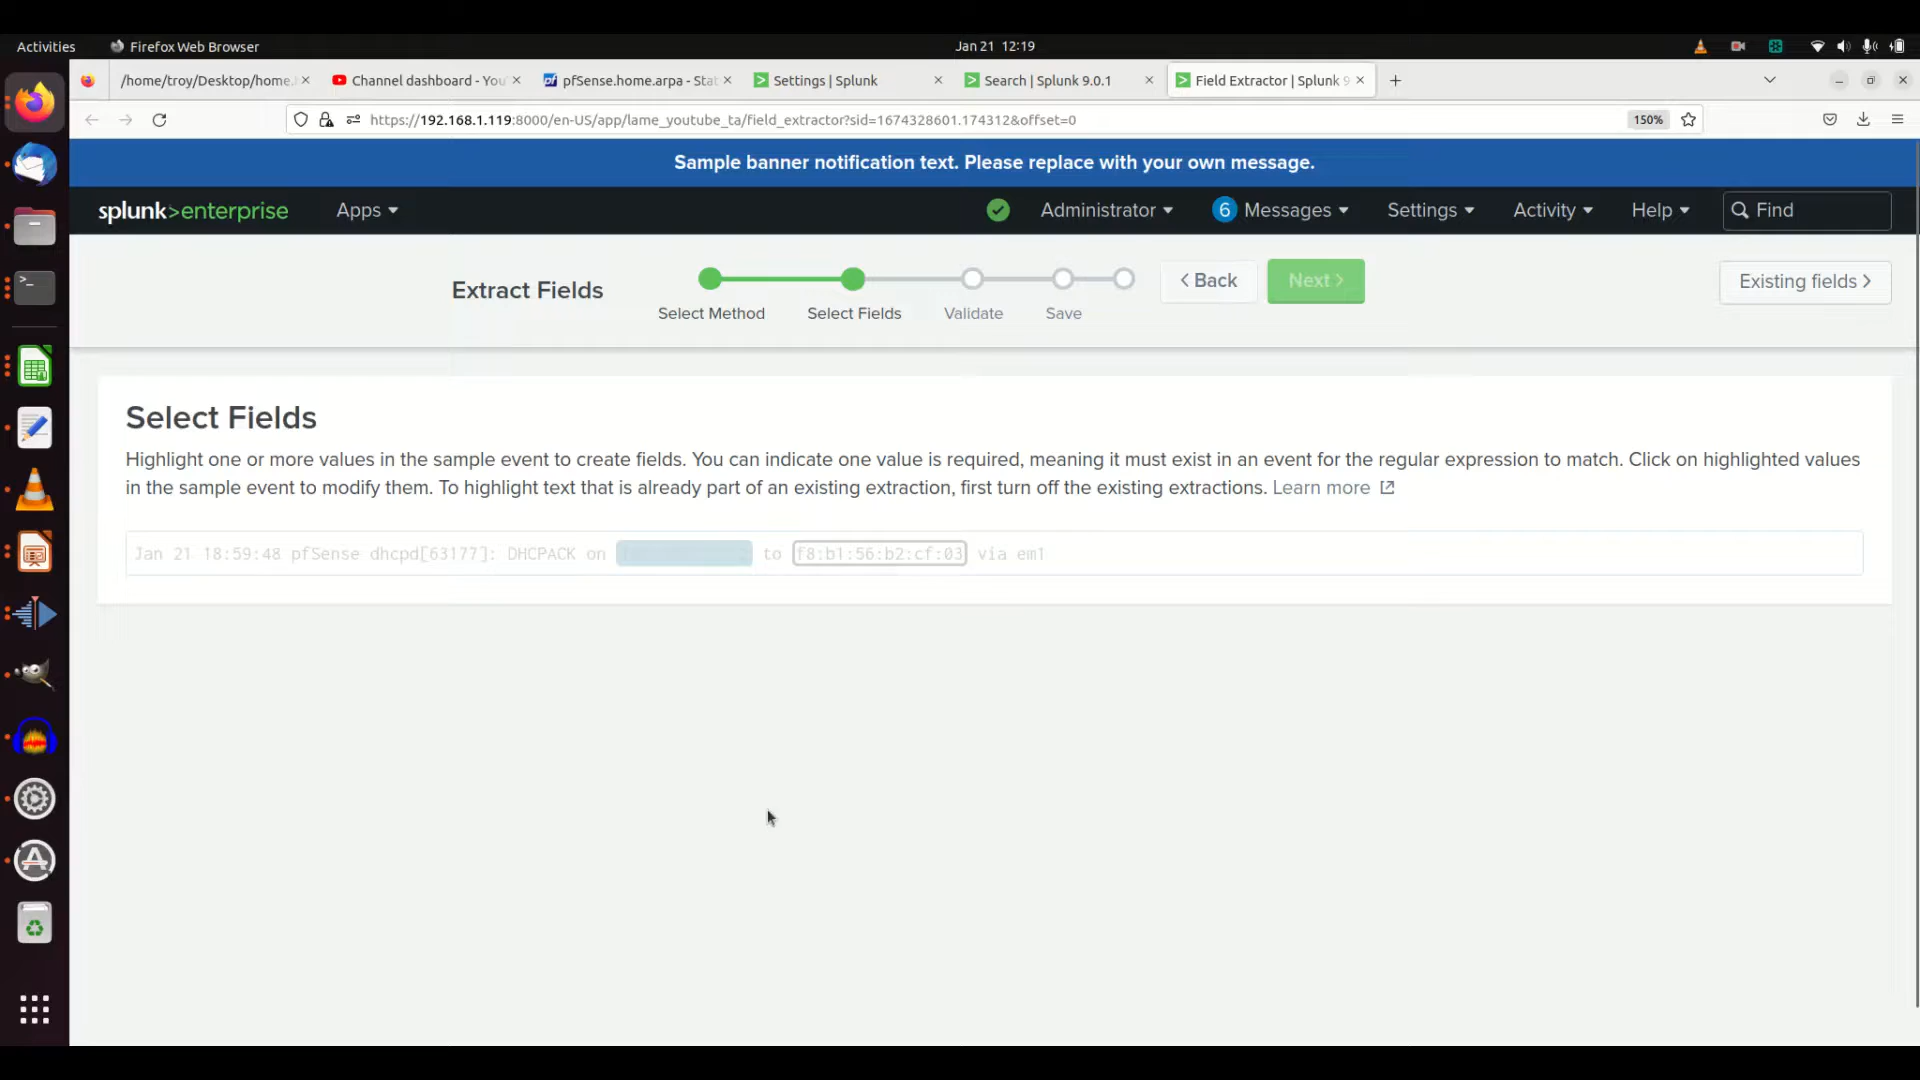 Activities
Firefox Web Browser
Jan 21 12:19
/home/troy/Desktop/home.
Channel dashboard - You
pfSense.home.arpa - Stat
Settings | Splunk
Search | Splunk 9.0.1
Field Extractor | Splunk 9
https://192.168.1.119:8000/en-US/app/lame_youtube_ta/field_extractor?sid=1674328601.174312&offset=0
150%
Sample banner notification text. Please replace with your own message.
splunk>enterprise
Apps
Administrator
6 Messages
Settings
Activity
Help
Find
Extract Fields
Select Method
Select Fields
Validate
Save
< Back
Next >
Existing fields >
Select Fields
Highlight one or more values in the sample event to create fields. You can indicate one value is required, meaning it must exist in an event for the regular expression to match. Click on highlighted values
in the sample event to modify them. To highlight text that is already part of an existing extraction, first turn off the existing extractions. Learn more
Jan 21 18:59:48 pfSense dhcpd[63177]: DHCPACK on to f8:b1:56:b2:cf:03 via em1